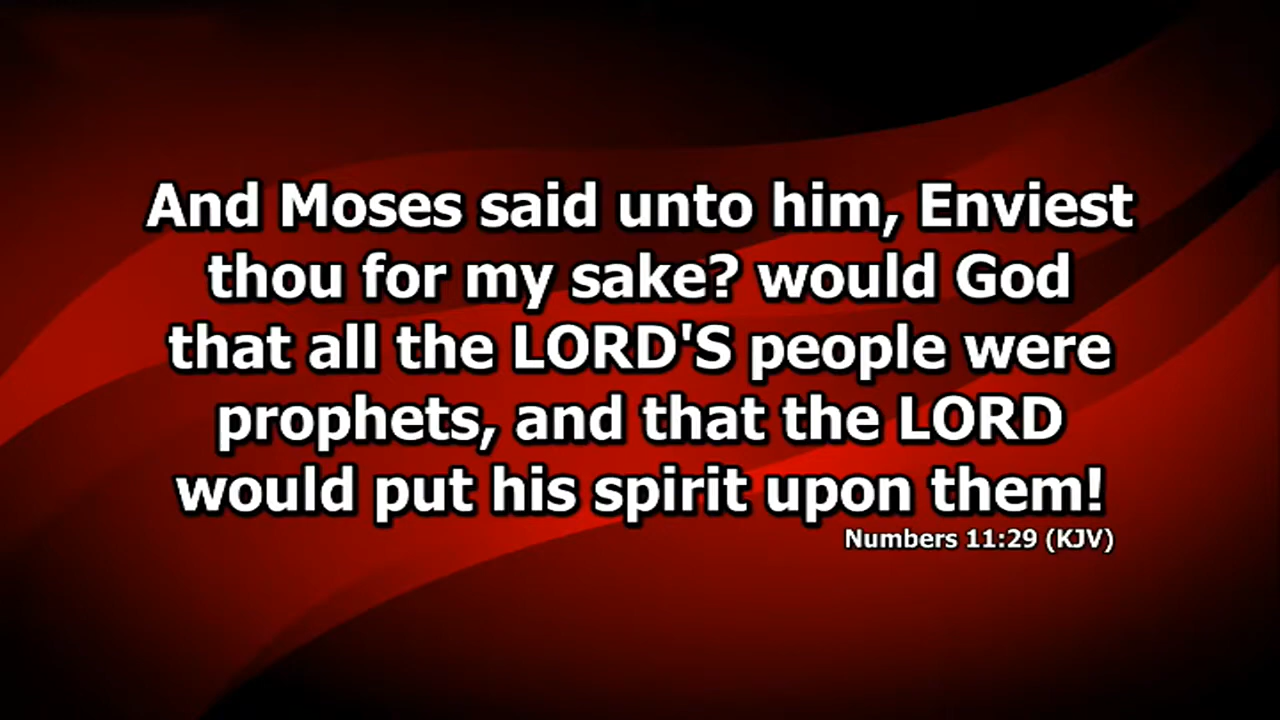 And Moses said unto him, Enviest
thou for my sake? would God
that all the LORD'S people were
prophets, and that the LORD
would put his spirit upon them!
Numbers 11:29 (KJV)